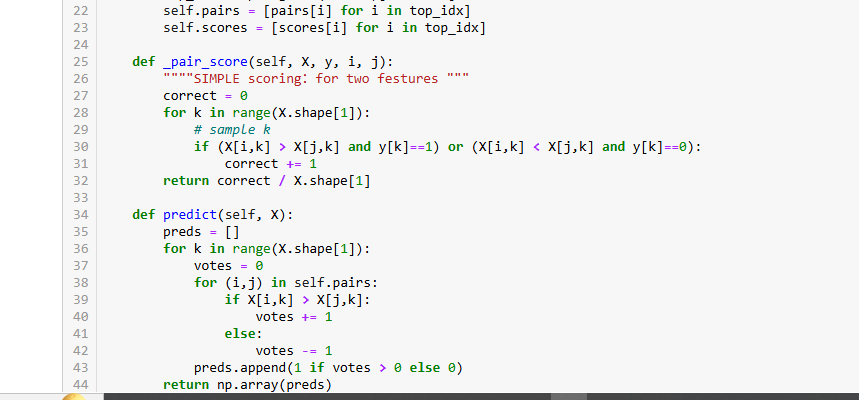 22 self.pairs = [pairs[i] for i in top_idx]
23 self.scores = [scores[i] for i in top_idx]
24
25 def _pair_score(self, X, y, i, j):
26 """"SIMPLE scoring: for two festures """
27 correct = 0
28 for k in range(X.shape[1]):
29 # sample k
30 if (X[i,k] > X[j,k] and y[k]==1) or (X[i,k] < X[j,k] and y[k]==0):
31 correct += 1
32 return correct / X.shape[1]
33
34 def predict(self, X):
35 preds = []
36 for k in range(X.shape[1]):
37 votes = 0
38 for (i,j) in self.pairs:
39 if X[i,k] > X[j,k]:
40 votes += 1
41 else:
42 votes -= 1
43 preds.append(1 if votes > 0 else 0)
44 return np.array(preds)